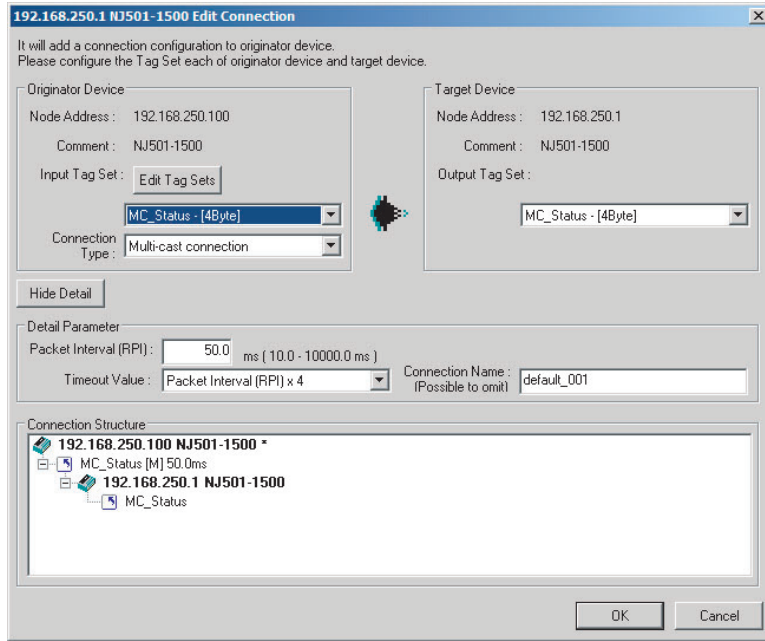 192.168.250.1 NJ501-1500 Edit Connection
It will add a connection configuration to originator device.
Please configure the Tag Set each of originator device and target device.
Originator Device
Node Address : 192.168.250.100
Comment : NJ501-1500
Input Tag Set : Edit Tag Sets
MC_Status - [4Byte]
Connection Type : Multi-cast connection
Target Device
Node Address : 192.168.250.1
Comment : NJ501-1500
Output Tag Set :
MC_Status - [4Byte]
Hide Detail
Detail Parameter
Packet Interval (RPI) : 50.0 ms ( 10.0 - 10000.0 ms )
Timeout Value : Packet Interval (RPI) x 4
Connection Name : (Possible to omit) default_001
Connection Structure
192.168.250.100 NJ501-1500 *
MC_Status [M] 50.0ms
192.168.250.1 NJ501-1500
MC_Status
OK Cancel